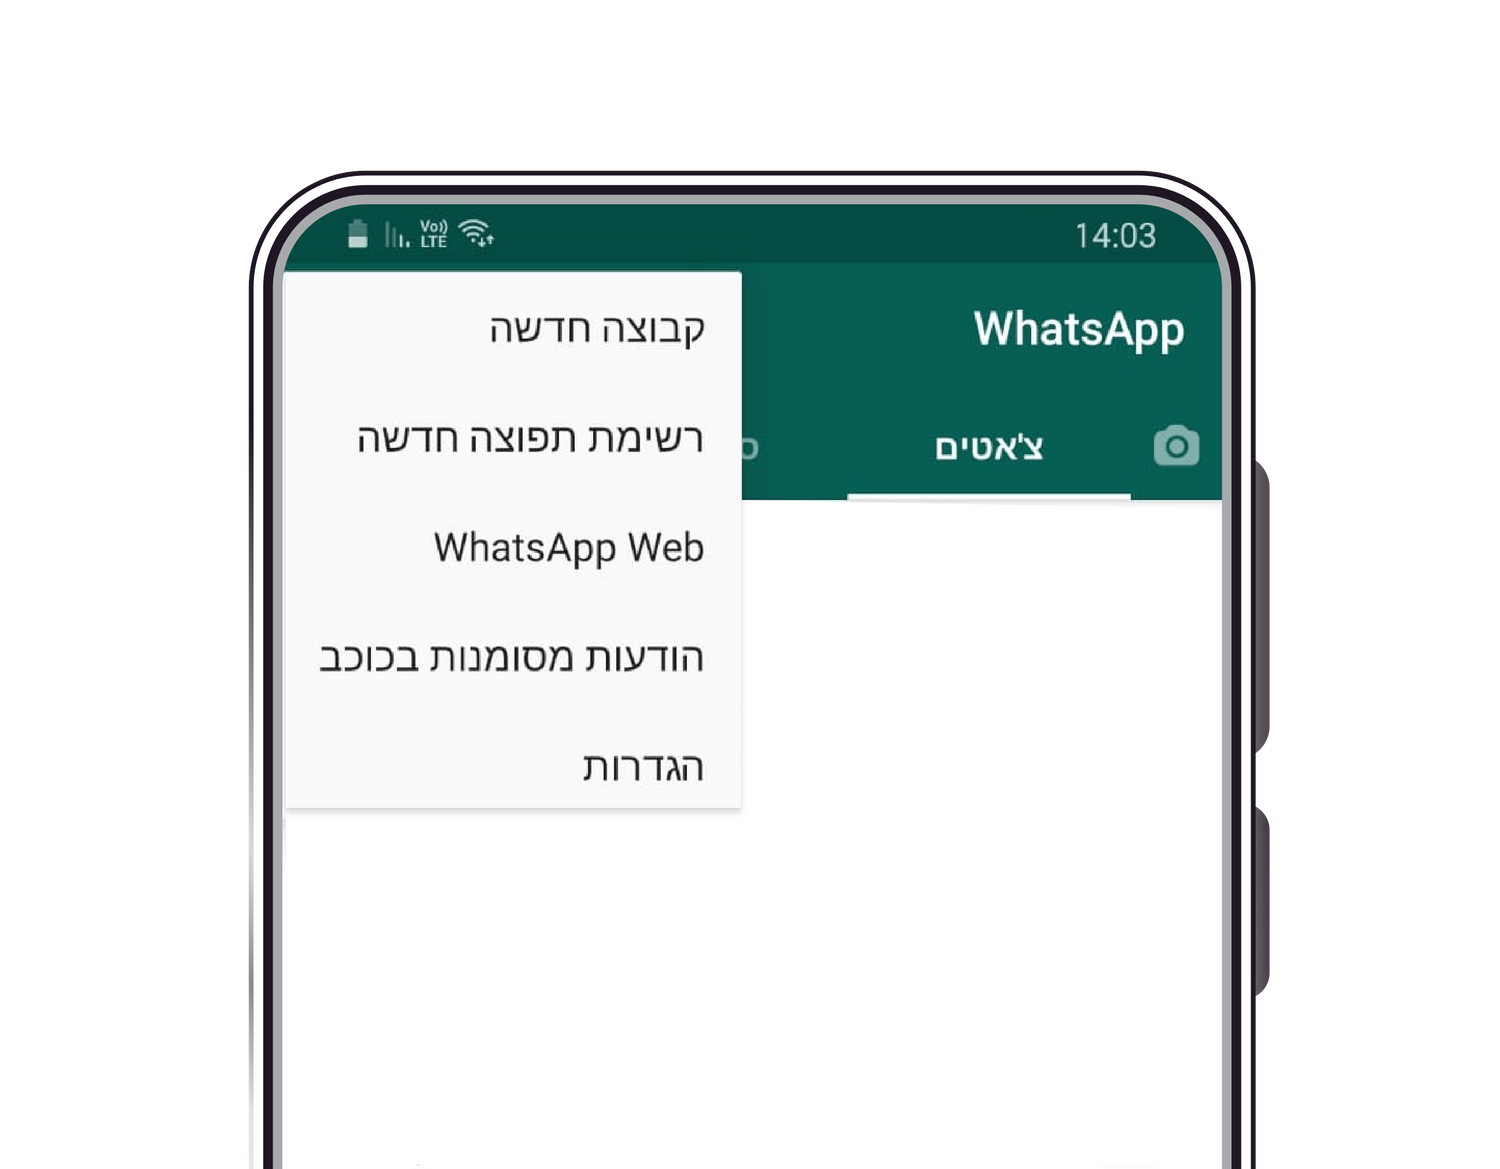 14:03
Vo)) LTE
WhatsApp
צ'אטים
קבוצה חדשה
רשימת תפוצה חדשה
WhatsApp Web
הודעות מסומנות בכוכב
הגדרות